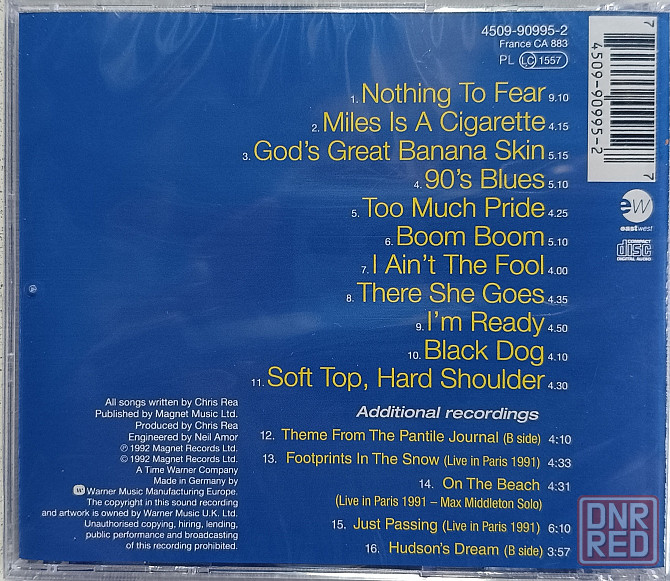 4509-90995-2
France CA 883
PL LC 1557
7 4509-90995-2 7
1. Nothing To Fear 9.10
2. Miles Is A Cigarette 4.15
3. God's Great Banana Skin 5.15
4. 90's Blues 5.10
5. Too Much Pride 4.25
6. Boom Boom 5.10
7. I Ain't The Fool 4.00
8. There She Goes 4.35
9. I'm Ready 4.50
10. Black Dog 4.10
11. Soft Top, Hard Shoulder 4.30
ew
eastwest
COMPACT
disc
DIGITAL AUDIO
Additional recordings
12. Theme From The Pantile Journal (B side) 4:10
13. Footprints In The Snow (Live in Paris 1991) 4:33
14. On The Beach 4:31
(Live in Paris 1991 – Max Middleton Solo)
15. Just Passing (Live in Paris 1991) 6:10
16. Hudson's Dream (B side) 3:57
All songs written by Chris Rea
Published by Magnet Music Ltd.
Produced by Chris Rea
Engineered by Neil Amor
℗ 1992 Magnet Records Ltd.
© 1992 Magnet Records Ltd.
A Time Warner Company
Made in Germany by
Warner Music Manufacturing Europe.
The copyright in this sound recording
and artwork is owned by Warner Music U.K. Ltd.
Unauthorised copying, hiring, lending,
public performance and broadcasting
of this recording prohibited.
DNR
RED